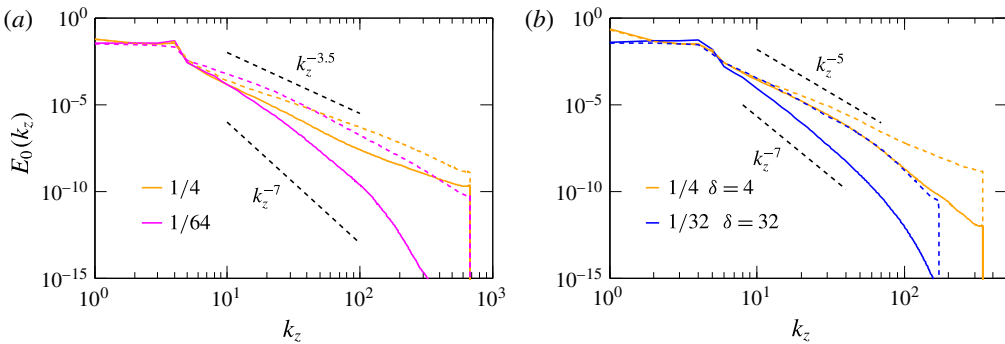 (a)
10^0
10^-5
10^-10
10^-15
E_0(k_z)
k_z^-3.5
k_z^-7
1/4
1/64
10^0 10^1 10^2 10^3
k_z
(b)
10^0
10^-5
10^-10
10^-15
k_z^-5
k_z^-7
1/4 δ = 4
1/32 δ = 32
10^0 10^1 10^2
k_z